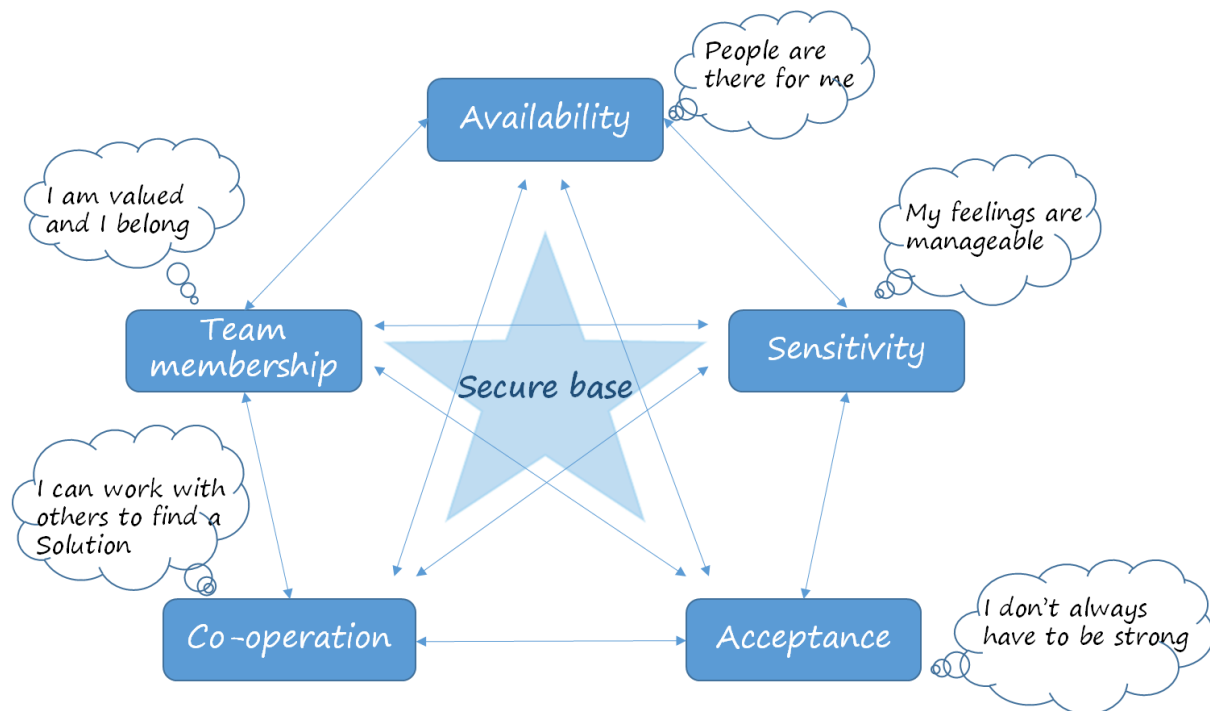 People are
there for me
Availability
I am valued
and I belong
My feelings are
manageable
Team
membership
Sensitivity
Secure base
I can work with
others to find a
Solution
I don't always
have to be strong
Co-operation
Acceptance